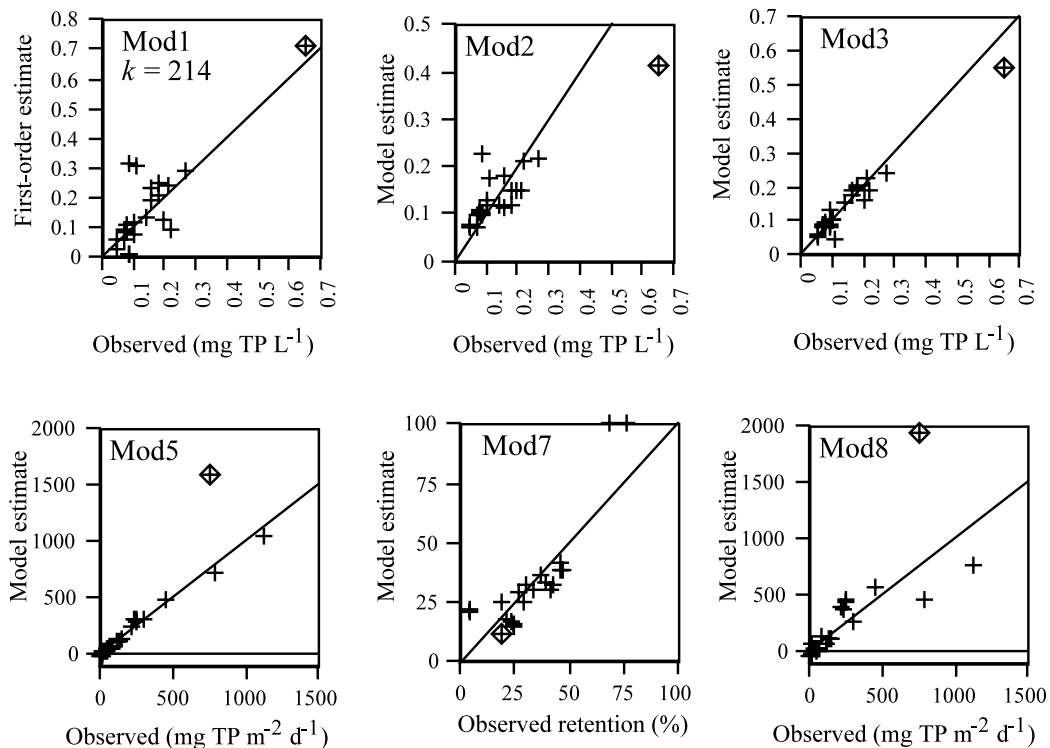 Mod1
k = 214
First-order estimate
0.7
0.6
0.5
0.4
0.3
0.2
0.1
0
0 0.1 0.2 0.3 0.4 0.5 0.6 0.7
Observed (mg TP L-1)
Mod2
Model estimate
0.5
0.4
0.3
0.2
0.1
0
0 0.1 0.2 0.3 0.4 0.5 0.6 0.7
Observed (mg TP L-1)
Mod3
Model estimate
0.7
0.6
0.5
0.4
0.3
0.2
0.1
0
0 0.1 0.2 0.3 0.4 0.5 0.6 0.7
Observed (mg TP L-1)
Mod5
Model estimate
2000
1500
1000
500
0
0 500 1000 1500
Observed (mg TP m-2 d-1)
Mod7
Model estimate
100
75
50
25
0
0 25 50 75 100
Observed retention (%)
Mod8
Model estimate
2000
1500
1000
500
0
0 500 1000 1500
Observed (mg TP m-2 d-1)